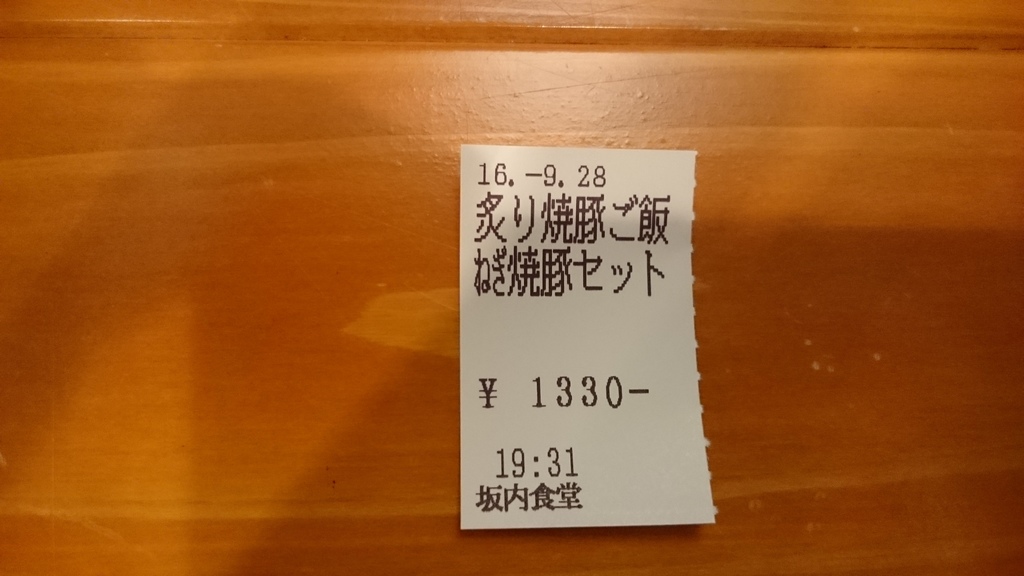 16.-9.28
炙り焼豚ご飯
ねぎ焼豚セット
¥ 1330-
19:31
坂内食堂